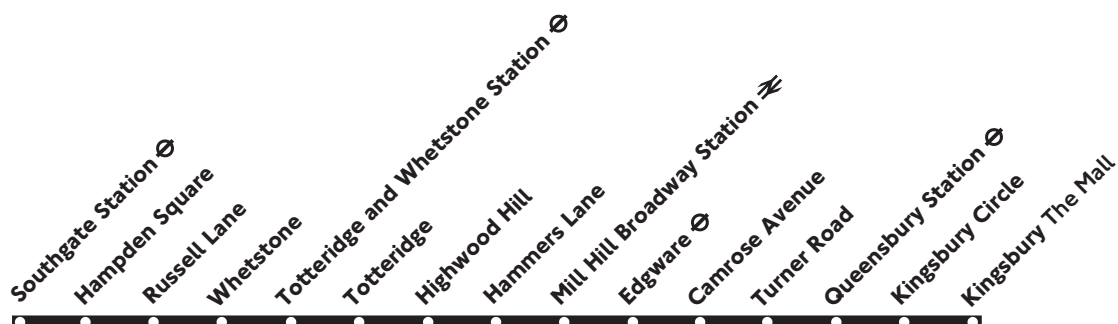 Southgate Station
Hampden Square
Russell Lane
Whetstone
Totteridge and Whetstone Station
Totteridge
Highwood Hill
Hammers Lane
Mill Hill Broadway Station
Edgware
Camrose Avenue
Turner Road
Queensbury Station
Kingsbury Circle
Kingsbury The Mall